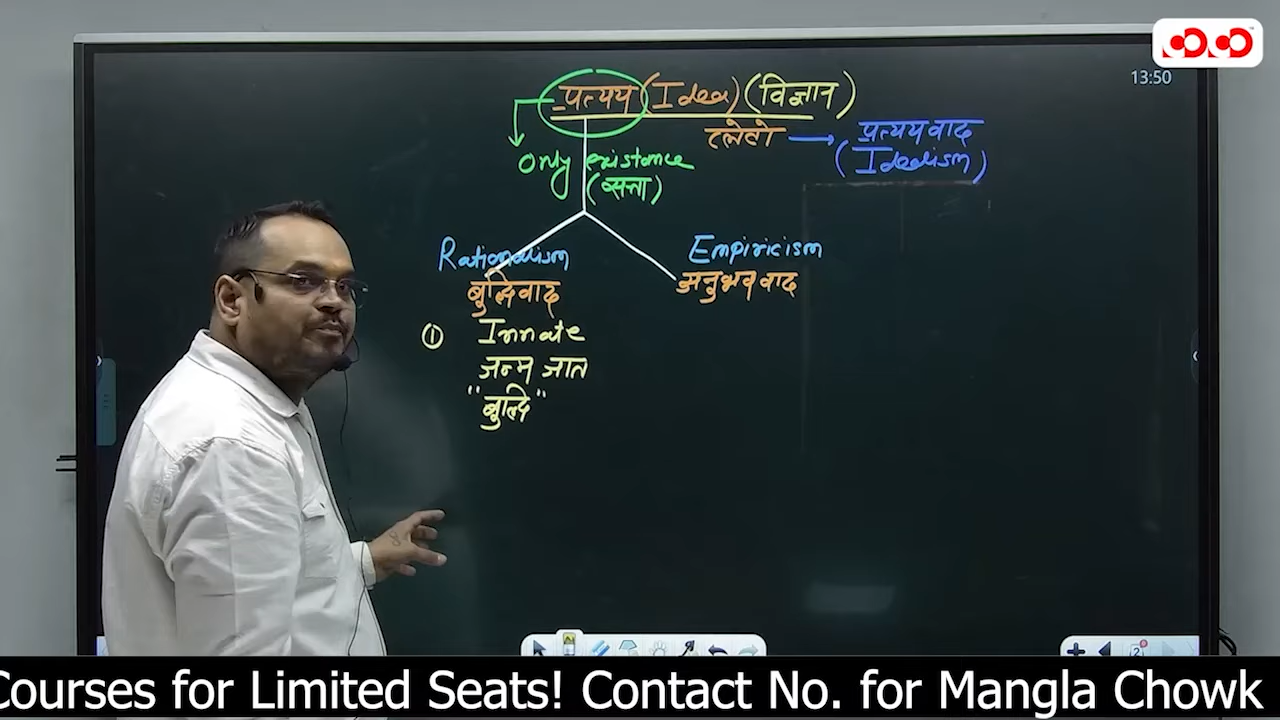 13:50
प्रत्यय (Idea) (विज्ञान)
प्लेटो → प्रत्ययवाद
(Idealism)
Only existance
(सत्ता)
Rationalism
बुद्धिवाद
Empiricism
अनुभववाद
① Innate
जन्म जात
"बुद्धि"
Courses for Limited Seats! Contact No. for Mangla Chowk